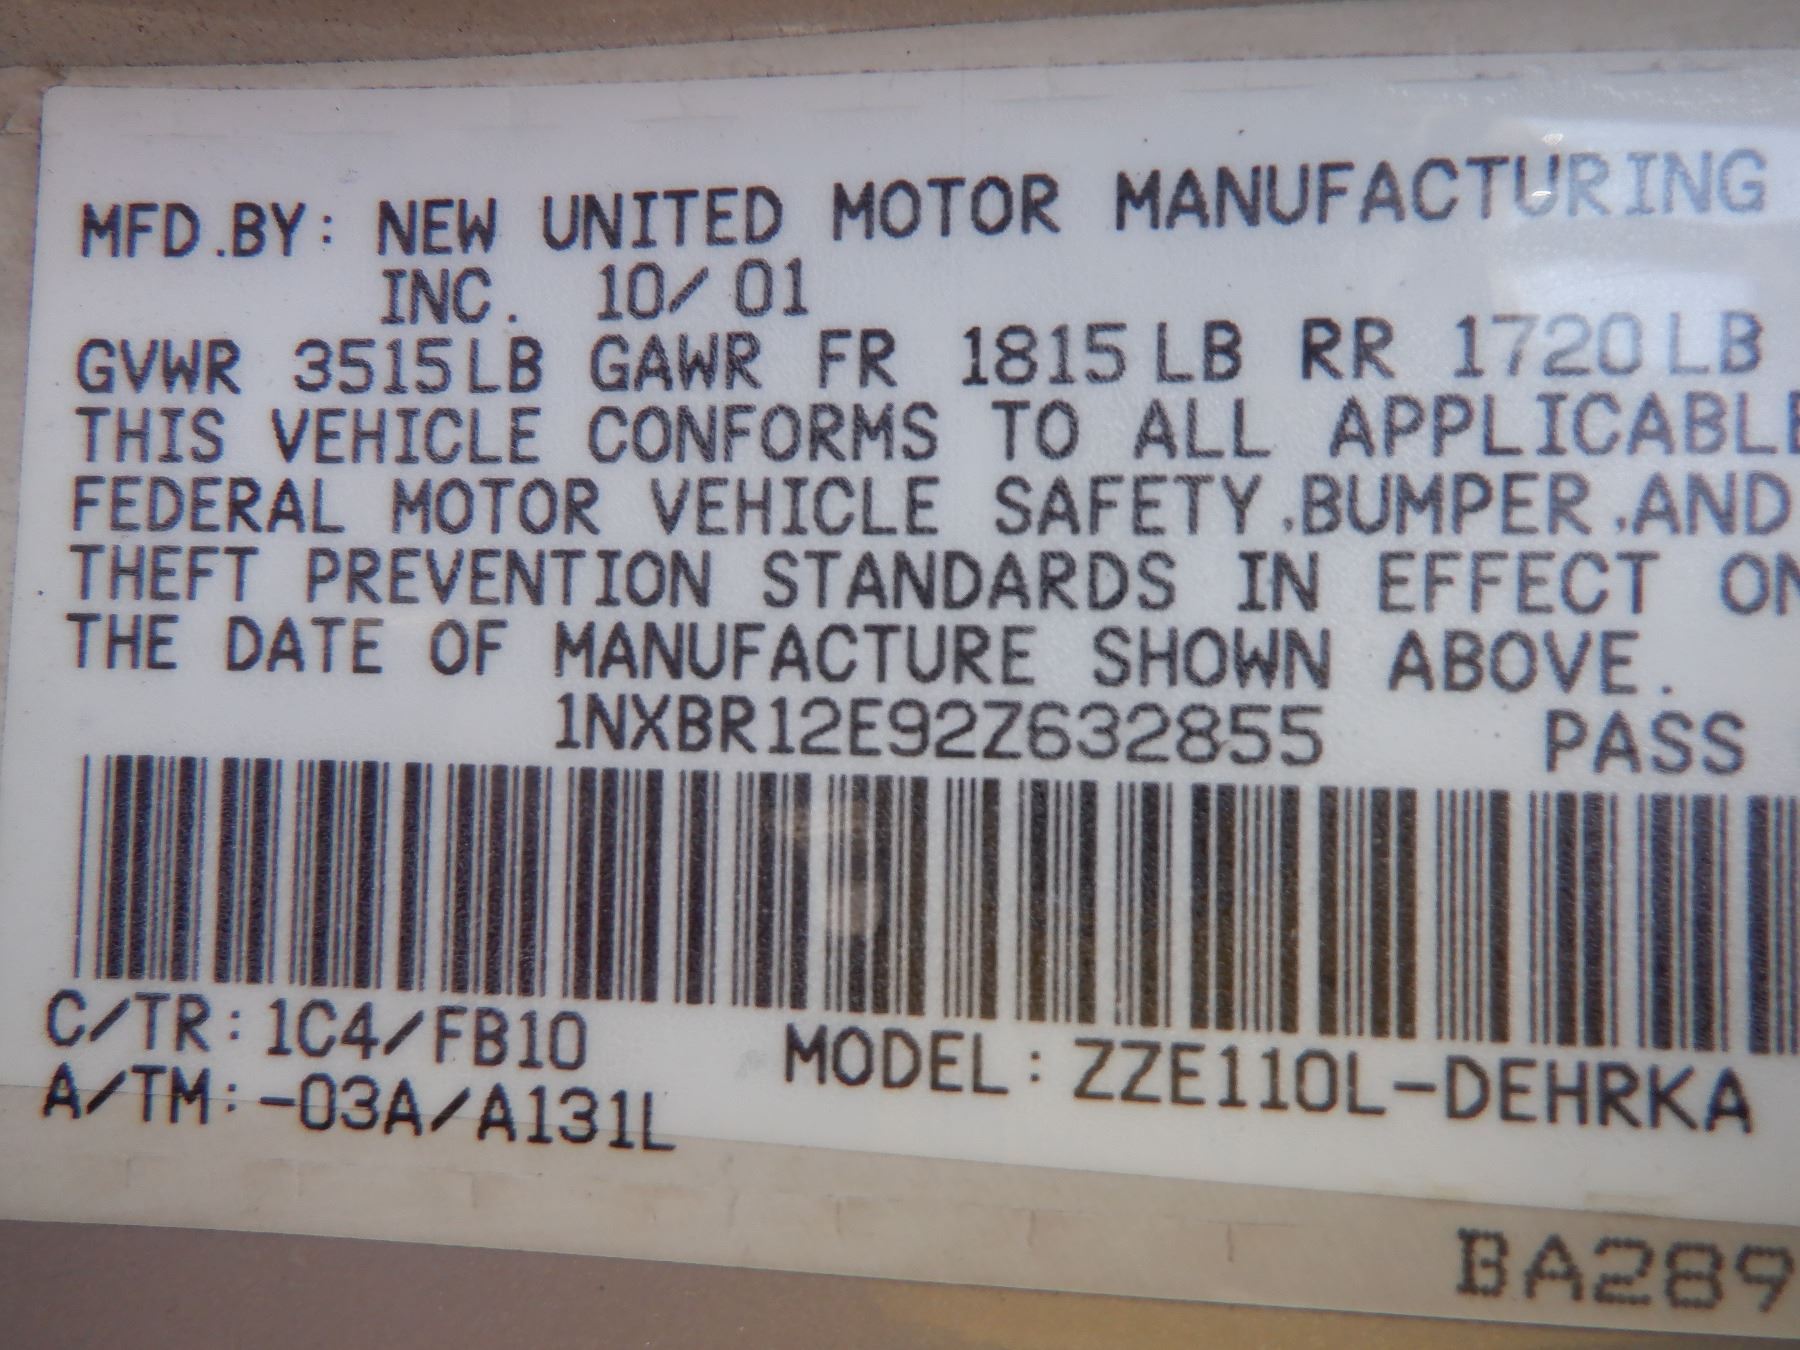 MFD.BY: NEW UNITED MOTOR MANUFACTURING
INC. 10/01
GVWR 3515LB GAWR FR 1815LB RR 1720LB
THIS VEHICLE CONFORMS TO ALL APPLICABLE
FEDERAL MOTOR VEHICLE SAFETY,BUMPER,AND
THEFT PREVENTION STANDARDS IN EFFECT ON
THE DATE OF MANUFACTURE SHOWN ABOVE.
1NXBR12E92Z632855 PASS
C/TR: 1C4/FB10
A/TM: -03A/A131L
MODEL: ZZE110L-DEHRKA
BA289